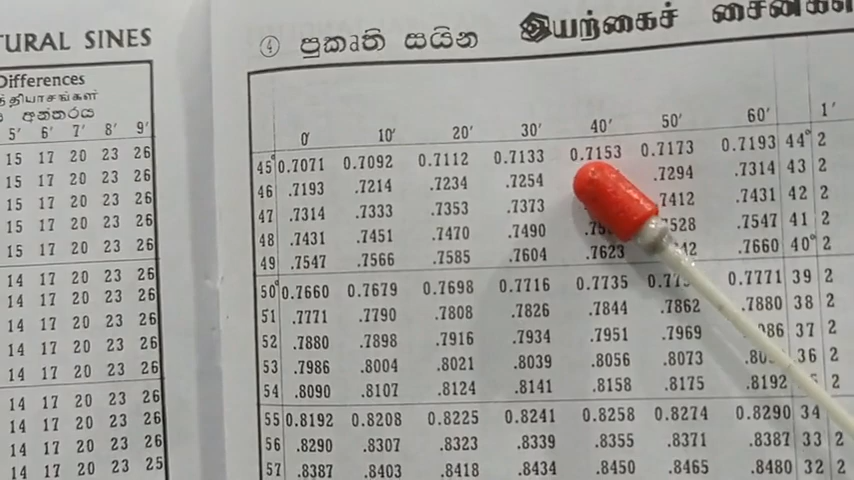 TURAL SINES
Differences
5' 6' 7' 8' 9'
15 17 20 23 26
15 17 20 23 26
15 17 20 23 26
15 17 20 23 26
15 17 20 23 26
14 17 20 23 26
14 17 20 23 26
14 17 20 23 26
14 17 20 23 26
14 17 20 23 26
14 17 20 23 26
14 17 20 23 26
14 17 20 23 25
4 ප්‍රකෘති සයින இயற்கைச் சைன்கள்
0' 10' 20' 30' 40' 50' 60' 1'
45° 0.7071 0.7092 0.7112 0.7133 0.7153 0.7173 0.7193 44° 2
46 .7193 .7214 .7234 .7254 .7294 .7314 43 2
47 .7314 .7333 .7353 .7373 .7412 .7431 42 2
48 .7431 .7451 .7470 .7490 .7547 41 2
49 .7547 .7566 .7585 .7604 .7623 .7660 40° 2
50° 0.7660 0.7679 0.7698 0.7716 0.7735 0.7771 39 2
51 .7771 .7790 .7808 .7826 .7844 .7862 .7880 38 2
52 .7880 .7898 .7916 .7934 .7951 .7969 37 2
53 .7986 .8004 .8021 .8039 .8056 .8073 36 2
54 .8090 .8107 .8124 .8141 .8158 .8175 .8192 2
55 0.8192 0.8208 0.8225 0.8241 0.8258 0.8274 0.8290 34
56 .8290 .8307 .8323 .8339 .8355 .8371 .8387 33 2
57 .8387 .8403 .8418 .8434 .8450 .8465 .8480 32 2